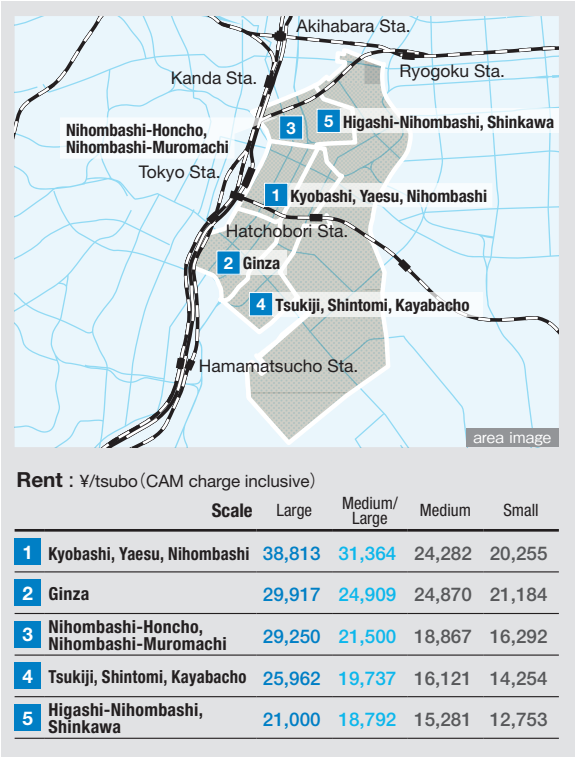 Akihabara Sta.
Kanda Sta.
Ryogoku Sta.
3
5 Higashi-Nihombashi, Shinkawa
Nihombashi-Honcho,
Nihombashi-Muromachi
Tokyo Sta.
1 Kyobashi, Yaesu, Nihombashi
Hatchobori Sta.
2 Ginza
4 Tsukiji, Shintomi, Kayabacho
Hamamatsucho Sta.
area image
Rent : ¥/tsubo (CAM charge inclusive)
Scale Large Medium/ Medium Small
Large
1 Kyobashi, Yaesu, Nihombashi 38,813 31,364 24,282 20,255
2 Ginza 29,917 24,909 24,870 21,184
3 Nihombashi-Honcho,
Nihombashi-Muromachi 29,250 21,500 18,867 16,292
4 Tsukiji, Shintomi, Kayabacho 25,962 19,737 16,121 14,254
5 Higashi-Nihombashi,
Shinkawa 21,000 18,792 15,281 12,753